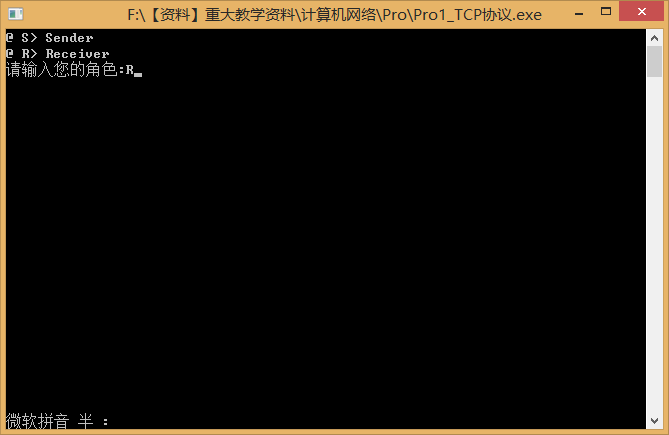 F:\【资料】重大教学资料\计算机网络\Pro\Pro1_TCP协议.exe
@ S> Sender
@ R> Receiver
请输入您的角色:R
微软拼音 半 :